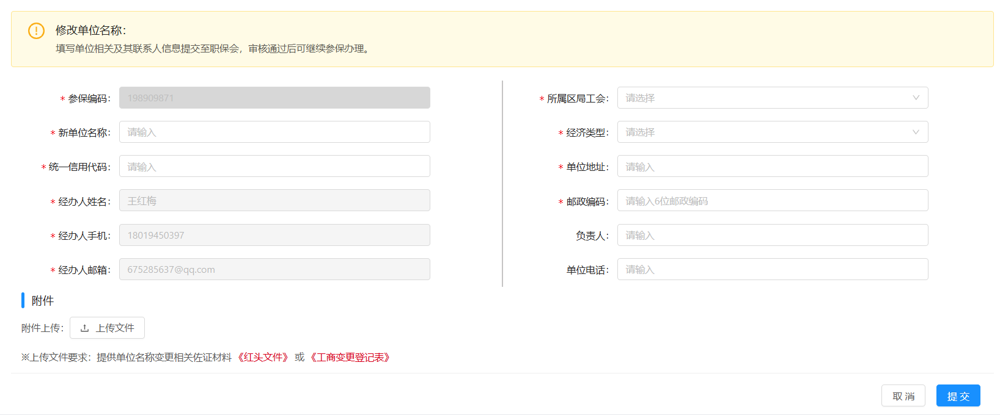 修改单位名称：
填写单位相关及其联系人信息提交至职保会，审核通过后可继续参保办理。
* 参保编码： 198909871
* 新单位名称： 请输入
* 统一信用代码： 请输入
* 经办人姓名： 王红梅
* 经办人手机： 18019450397
* 经办人邮箱： 675285637@qq.com
* 所属区局工会： 请选择
* 经济类型： 请选择
* 单位地址： 请输入
* 邮政编码： 请输入6位邮政编码
负责人： 请输入
单位电话： 请输入
附件
附件上传： 上传文件
※上传文件要求：提供单位名称变更相关佐证材料《红头文件》 或 《工商变更登记表》
取 消 提 交